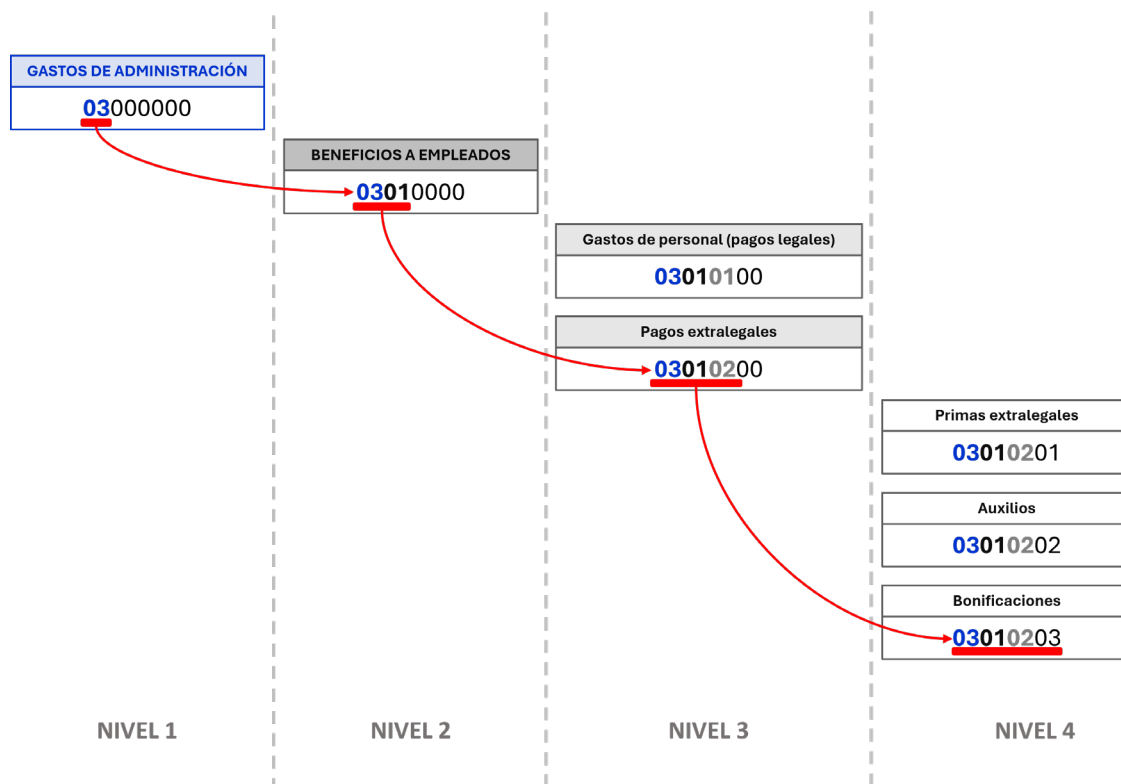 GASTOS DE ADMINISTRACIÓN
03000000
BENEFICIOS A EMPLEADOS
03010000
Gastos de personal (pagos legales)
03010100
Pagos extralegales
03010200
Primas extralegales
03010201
Auxilios
03010202
Bonificaciones
03010203
NIVEL 1
NIVEL 2
NIVEL 3
NIVEL 4